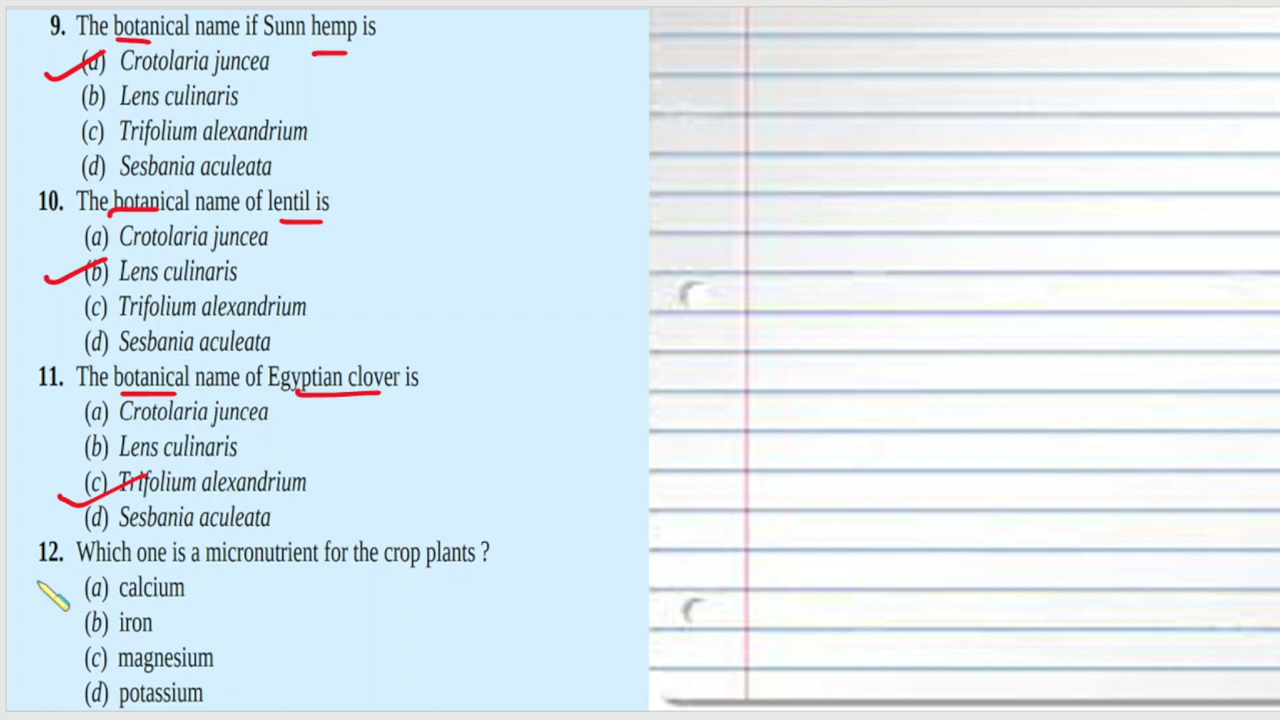 9. The botanical name if Sunn hemp is
(a) Crotolaria juncea
(b) Lens culinaris
(c) Trifolium alexandrium
(d) Sesbania aculeata
10. The botanical name of lentil is
(a) Crotolaria juncea
(b) Lens culinaris
(c) Trifolium alexandrium
(d) Sesbania aculeata
11. The botanical name of Egyptian clover is
(a) Crotolaria juncea
(b) Lens culinaris
(c) Trifolium alexandrium
(d) Sesbania aculeata
12. Which one is a micronutrient for the crop plants ?
(a) calcium
(b) iron
(c) magnesium
(d) potassium